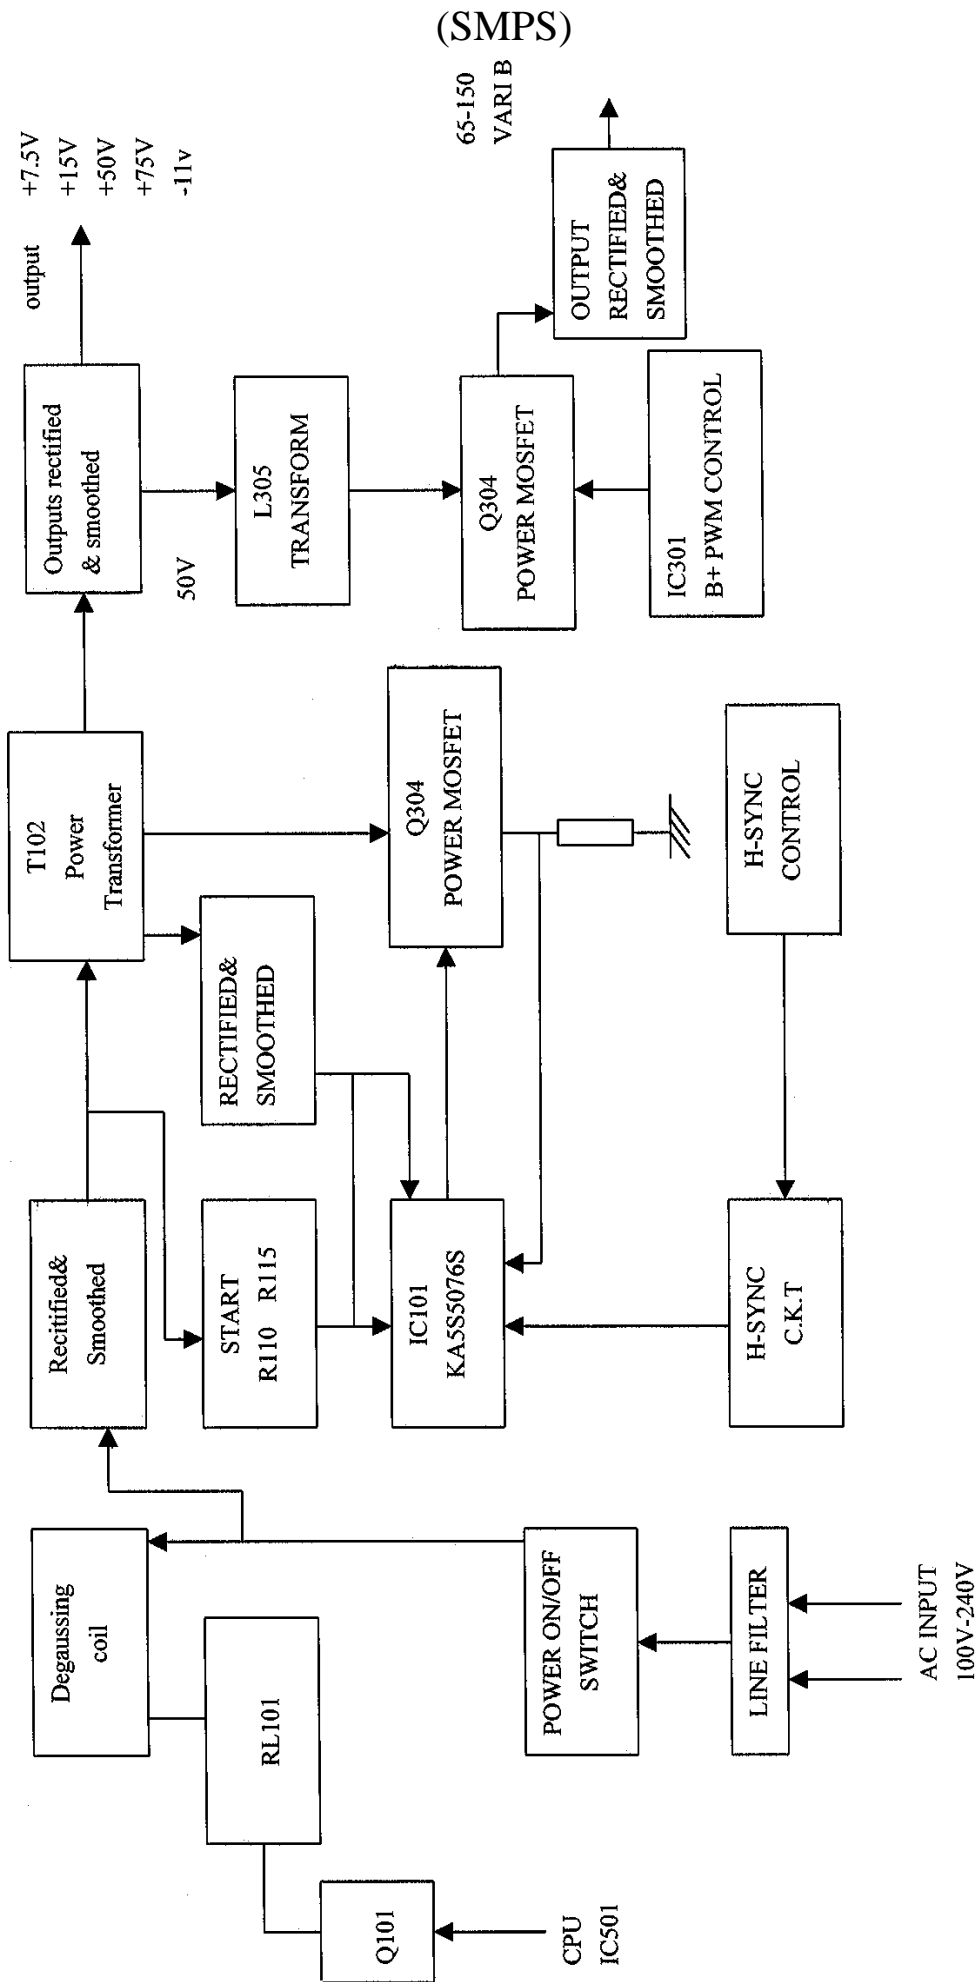 (SMPS)
output
+7.5V
+15V
+50V
+75V
-11v
Outputs rectified
& smoothed
50V
L305
TRANSFORM
Q304
POWER MOSFET
IC301
B+ PWM CONTROL
OUTPUT
RECTIFIED&
SMOOTHED
65-150
VARI B
T102
Power
Transformer
RECTIFIED&
SMOOTHED
Q304
POWER MOSFET
H-SYNC
CONTROL
Recitified&
Smoothed
START
R110 R115
IC101
KA5S5076S
H-SYNC
C.K.T
Degaussing
coil
RL101
Q101
CPU
IC501
POWER ON/OFF
SWITCH
LINE FILTER
AC INPUT
100V-240V